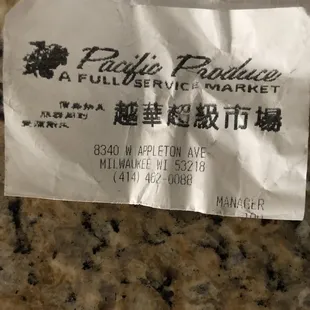 Pacific Produce
A FULL SERVICE MARKET
越華超級市場
8340 W APPLETON AVE
MILWAUKEE WI 53218
(414) 462-0088
MANAGER